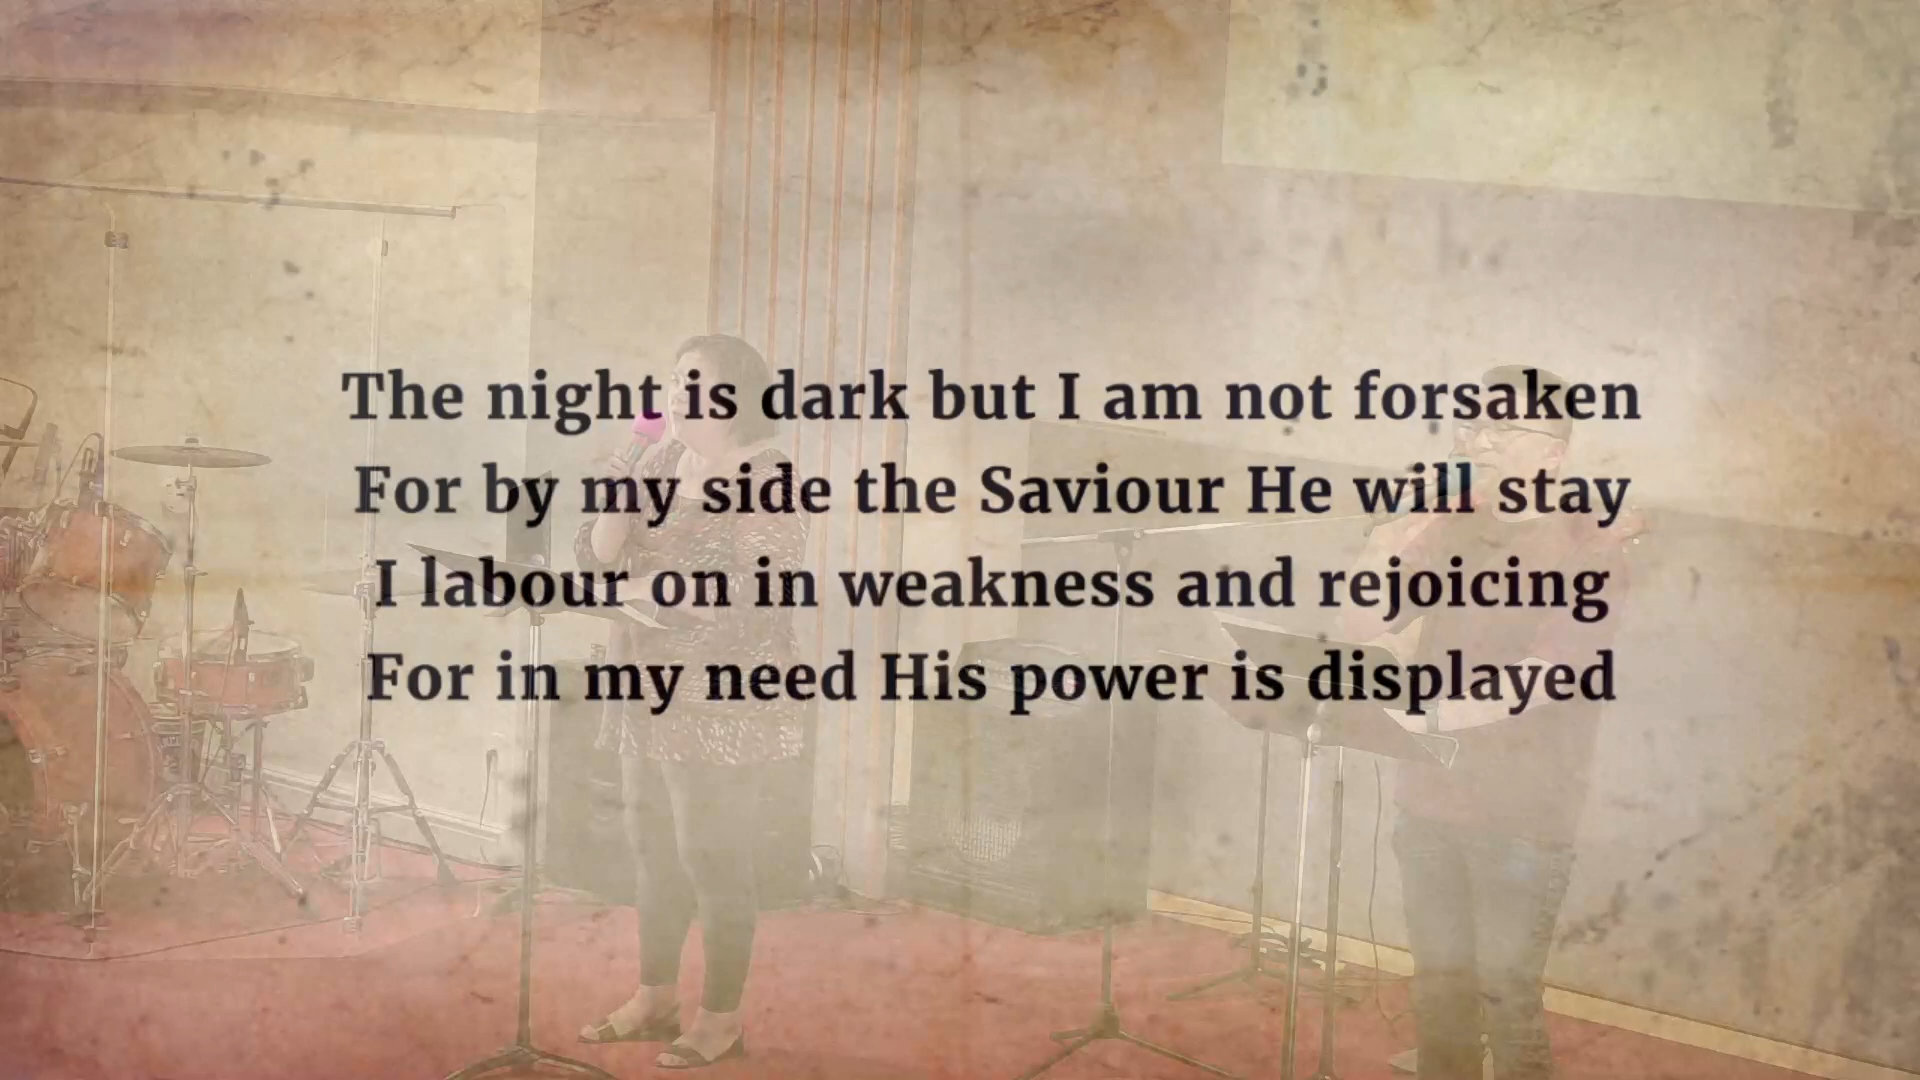 The night is dark but I am not forsaken
For by my side the Saviour He will stay
I labour on in weakness and rejoicing
For in my need His power is displayed